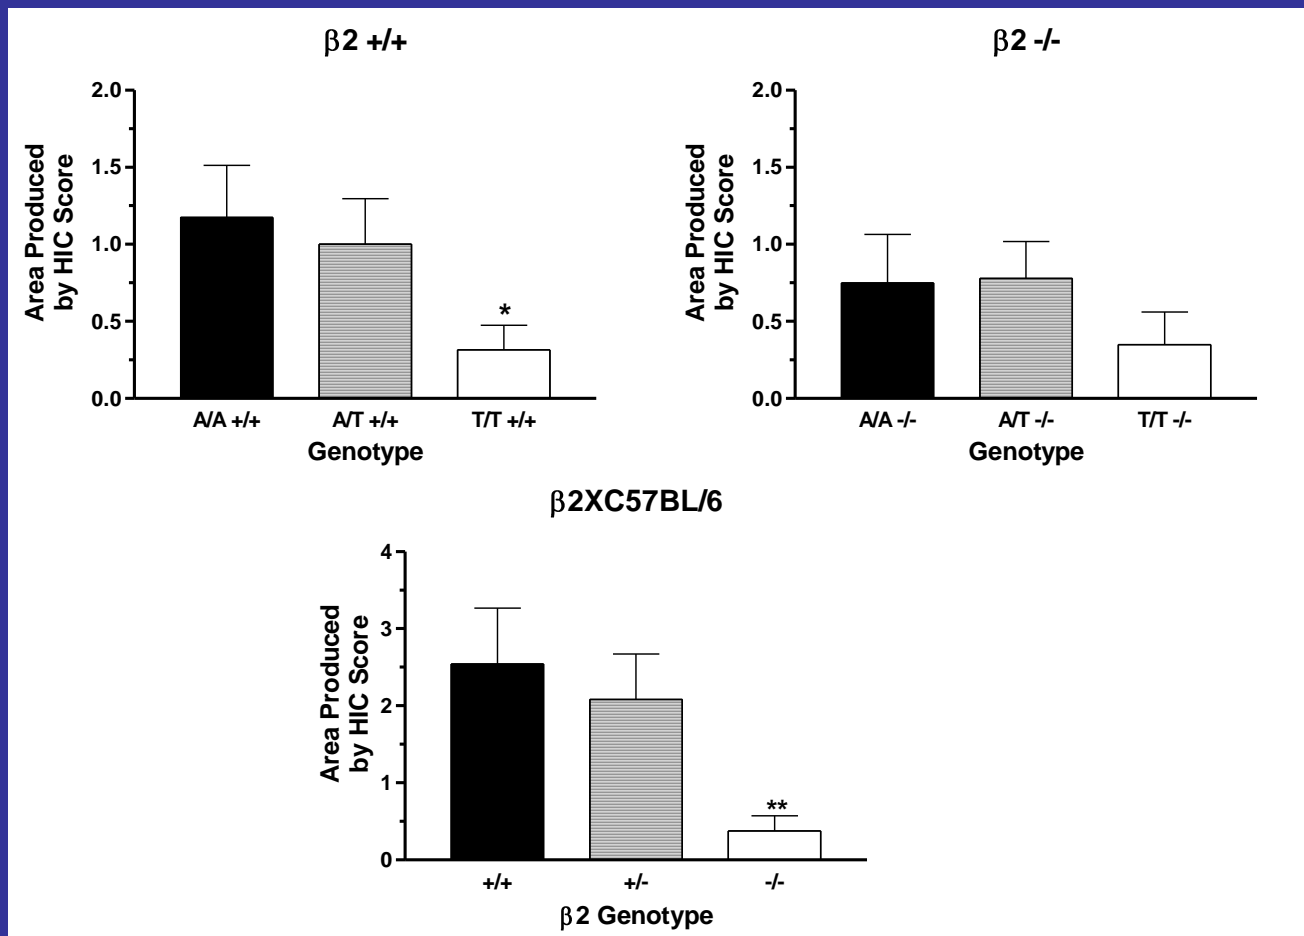 β2 +/+
2.0
1.5
1.0
0.5
0.0
Area Produced
by HIC Score
*
A/A +/+ A/T +/+ T/T +/+
Genotype
β2 -/-
2.0
1.5
1.0
0.5
0.0
Area Produced
by HIC Score
A/A -/- A/T -/- T/T -/-
Genotype
β2XC57BL/6
4
3
2
1
0
Area Produced
by HIC Score
**
+/+ +/- -/-
β2 Genotype